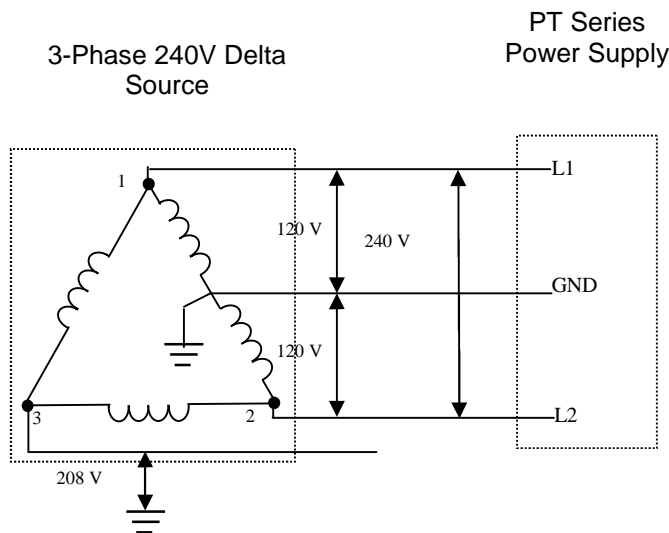 PT Series
Power Supply
3-Phase 240V Delta
Source
1
L1
120 V
240 V
GND
120 V
3
2
L2
208 V